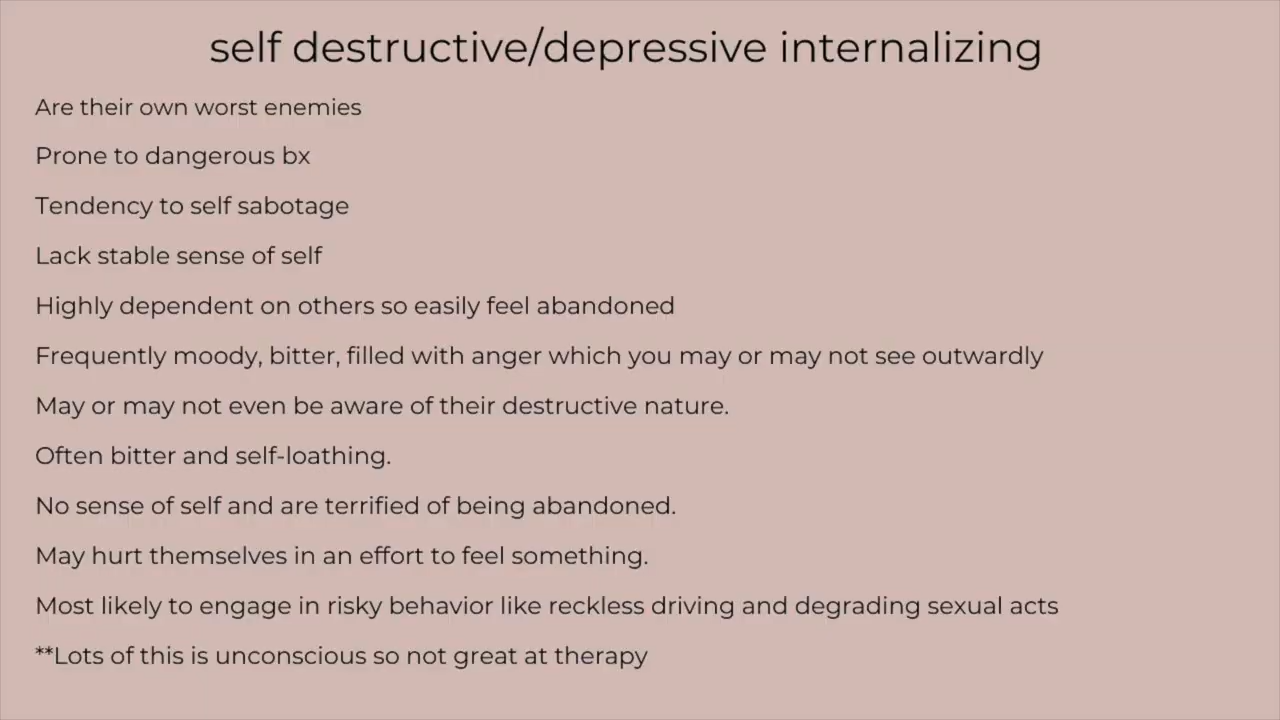 self destructive/depressive internalizing
Are their own worst enemies
Prone to dangerous bx
Tendency to self sabotage
Lack stable sense of self
Highly dependent on others so easily feel abandoned
Frequently moody, bitter, filled with anger which you may or may not see outwardly
May or may not even be aware of their destructive nature.
Often bitter and self-loathing.
No sense of self and are terrified of being abandoned.
May hurt themselves in an effort to feel something.
Most likely to engage in risky behavior like reckless driving and degrading sexual acts
**Lots of this is unconscious so not great at therapy